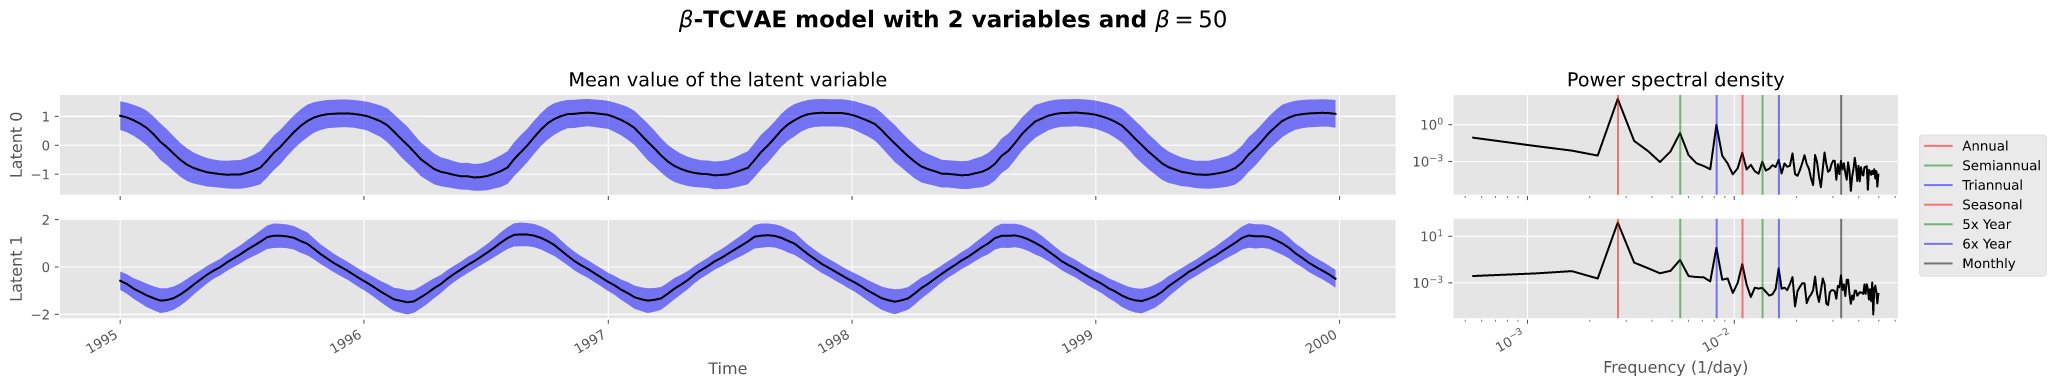 β-TCVAE model with 2 variables and β = 50
Mean value of the latent variable
Latent 0
1
0
−1
Latent 1
2
0
−2
1995
1996
1997
1998
1999
2000
Time
Power spectral density
10⁰
10⁻³
10¹
10⁻³
10⁻³
10⁻²
Frequency (1/day)
Annual
Semiannual
Triannual
Seasonal
5x Year
6x Year
Monthly